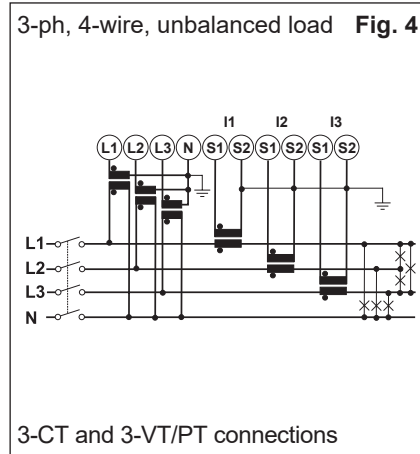 3-ph, 4-wire, unbalanced load Fig. 4
I1 I2 I3
L1 L2 L3 N S1 S2 S1 S2 S1 S2
L1
L2
L3
N
3-CT and 3-VT/PT connections